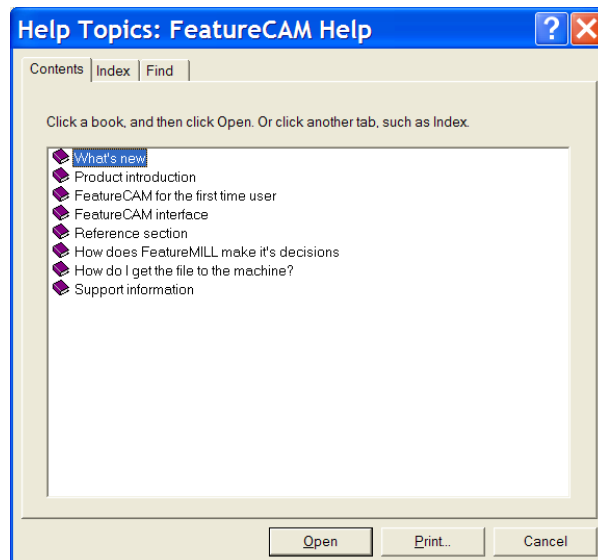 Help Topics: FeatureCAM Help
Contents Index Find
Click a book, and then click Open. Or click another tab, such as Index.
What's new
Product introduction
FeatureCAM for the first time user
FeatureCAM interface
Reference section
How does FeatureMILL make it's decisions
How do I get the file to the machine?
Support information
Open Print... Cancel